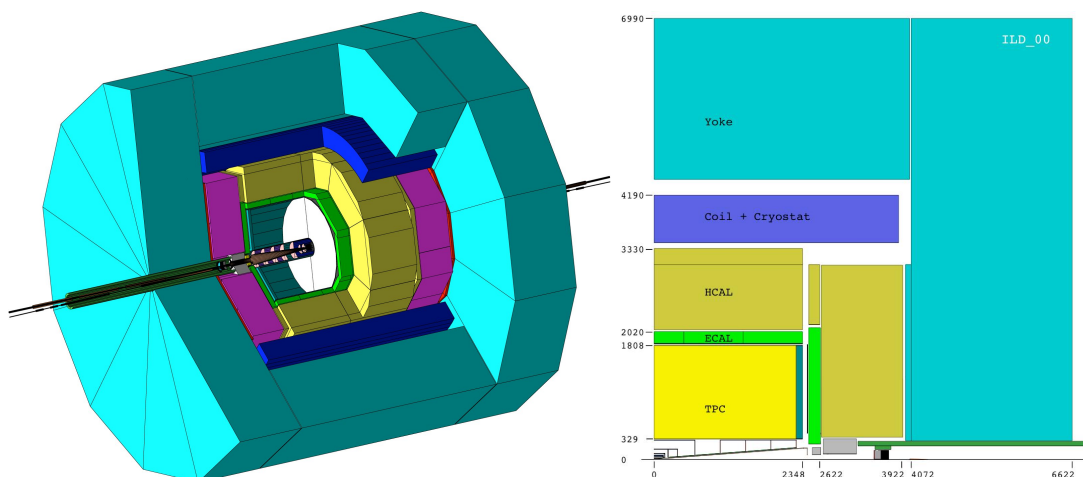 6990
ILD_00
Yoke
4190
Coil + Cryostat
3330
HCAL
2020
ECAL
1808
TPC
329
0
0 2348 2622 3922 4072 6622